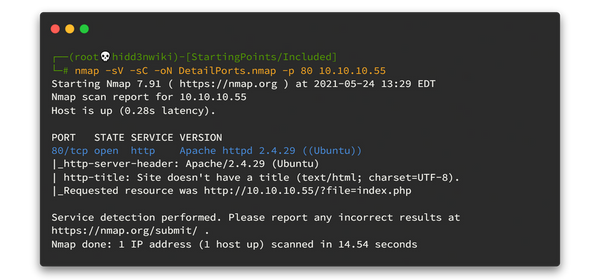 ┌──(root💀hidd3nwiki)-[StartingPoints/Included]
└─# nmap -sV -sC -oN DetailPorts.nmap -p 80 10.10.10.55
Starting Nmap 7.91 ( https://nmap.org ) at 2021-05-24 13:29 EDT
Nmap scan report for 10.10.10.55
Host is up (0.28s latency).
PORT   STATE SERVICE VERSION
80/tcp open  http    Apache httpd 2.4.29 ((Ubuntu))
|_http-server-header: Apache/2.4.29 (Ubuntu)
| http-title: Site doesn't have a title (text/html; charset=UTF-8).
|_Requested resource was http://10.10.10.55/?file=index.php
Service detection performed. Please report any incorrect results at
https://nmap.org/submit/ .
Nmap done: 1 IP address (1 host up) scanned in 14.54 seconds